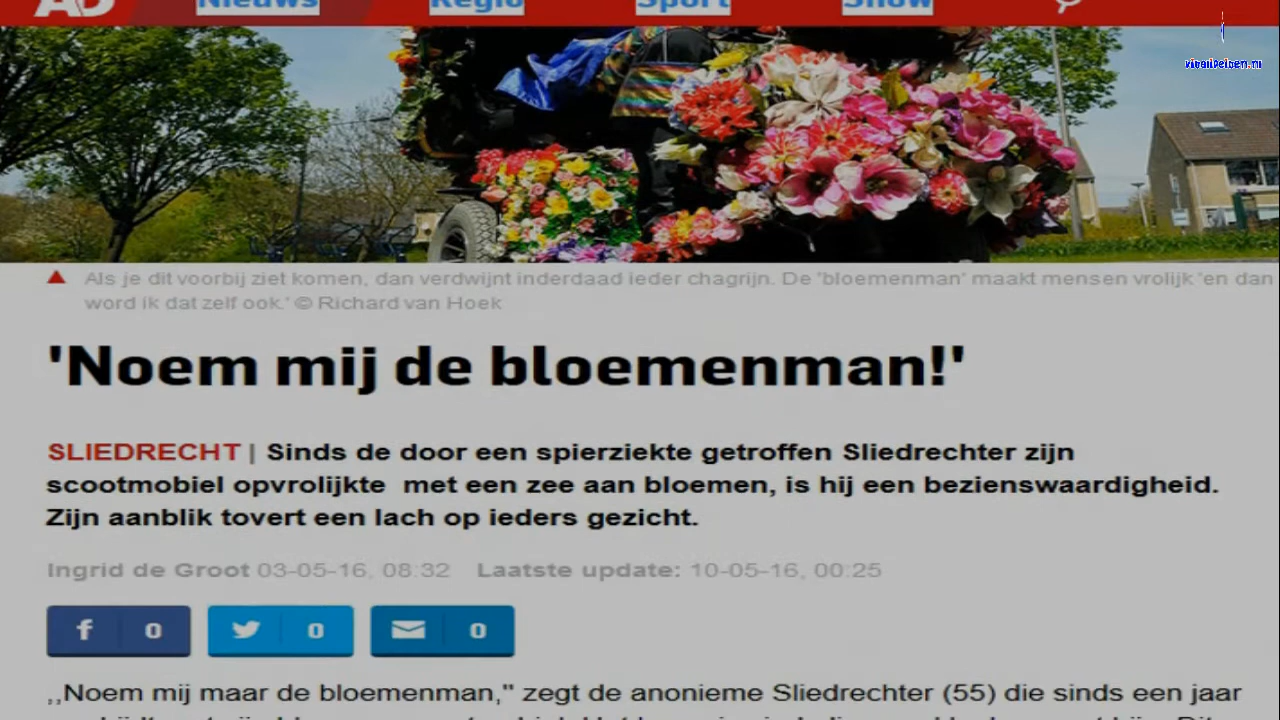 AD Nieuws Regio Sport Show
Als je dit voorbij ziet komen, dan verdwijnt inderdaad ieder chagrijn. De 'bloemenman' maakt mensen vrolijk 'en dan
word ik dat zelf ook.' © Richard van Hoek
'Noem mij de bloemenman!'
SLIEDRECHT | Sinds de door een spierziekte getroffen Sliedrechter zijn
scootmobiel opvrolijkte met een zee aan bloemen, is hij een bezienswaardigheid.
Zijn aanblik tovert een lach op ieders gezicht.
Ingrid de Groot 03-05-16, 08:32 Laatste update: 10-05-16, 00:25
0 0 0
,,Noem mij maar de bloemenman," zegt de anonieme Sliedrechter (55) die sinds een jaar